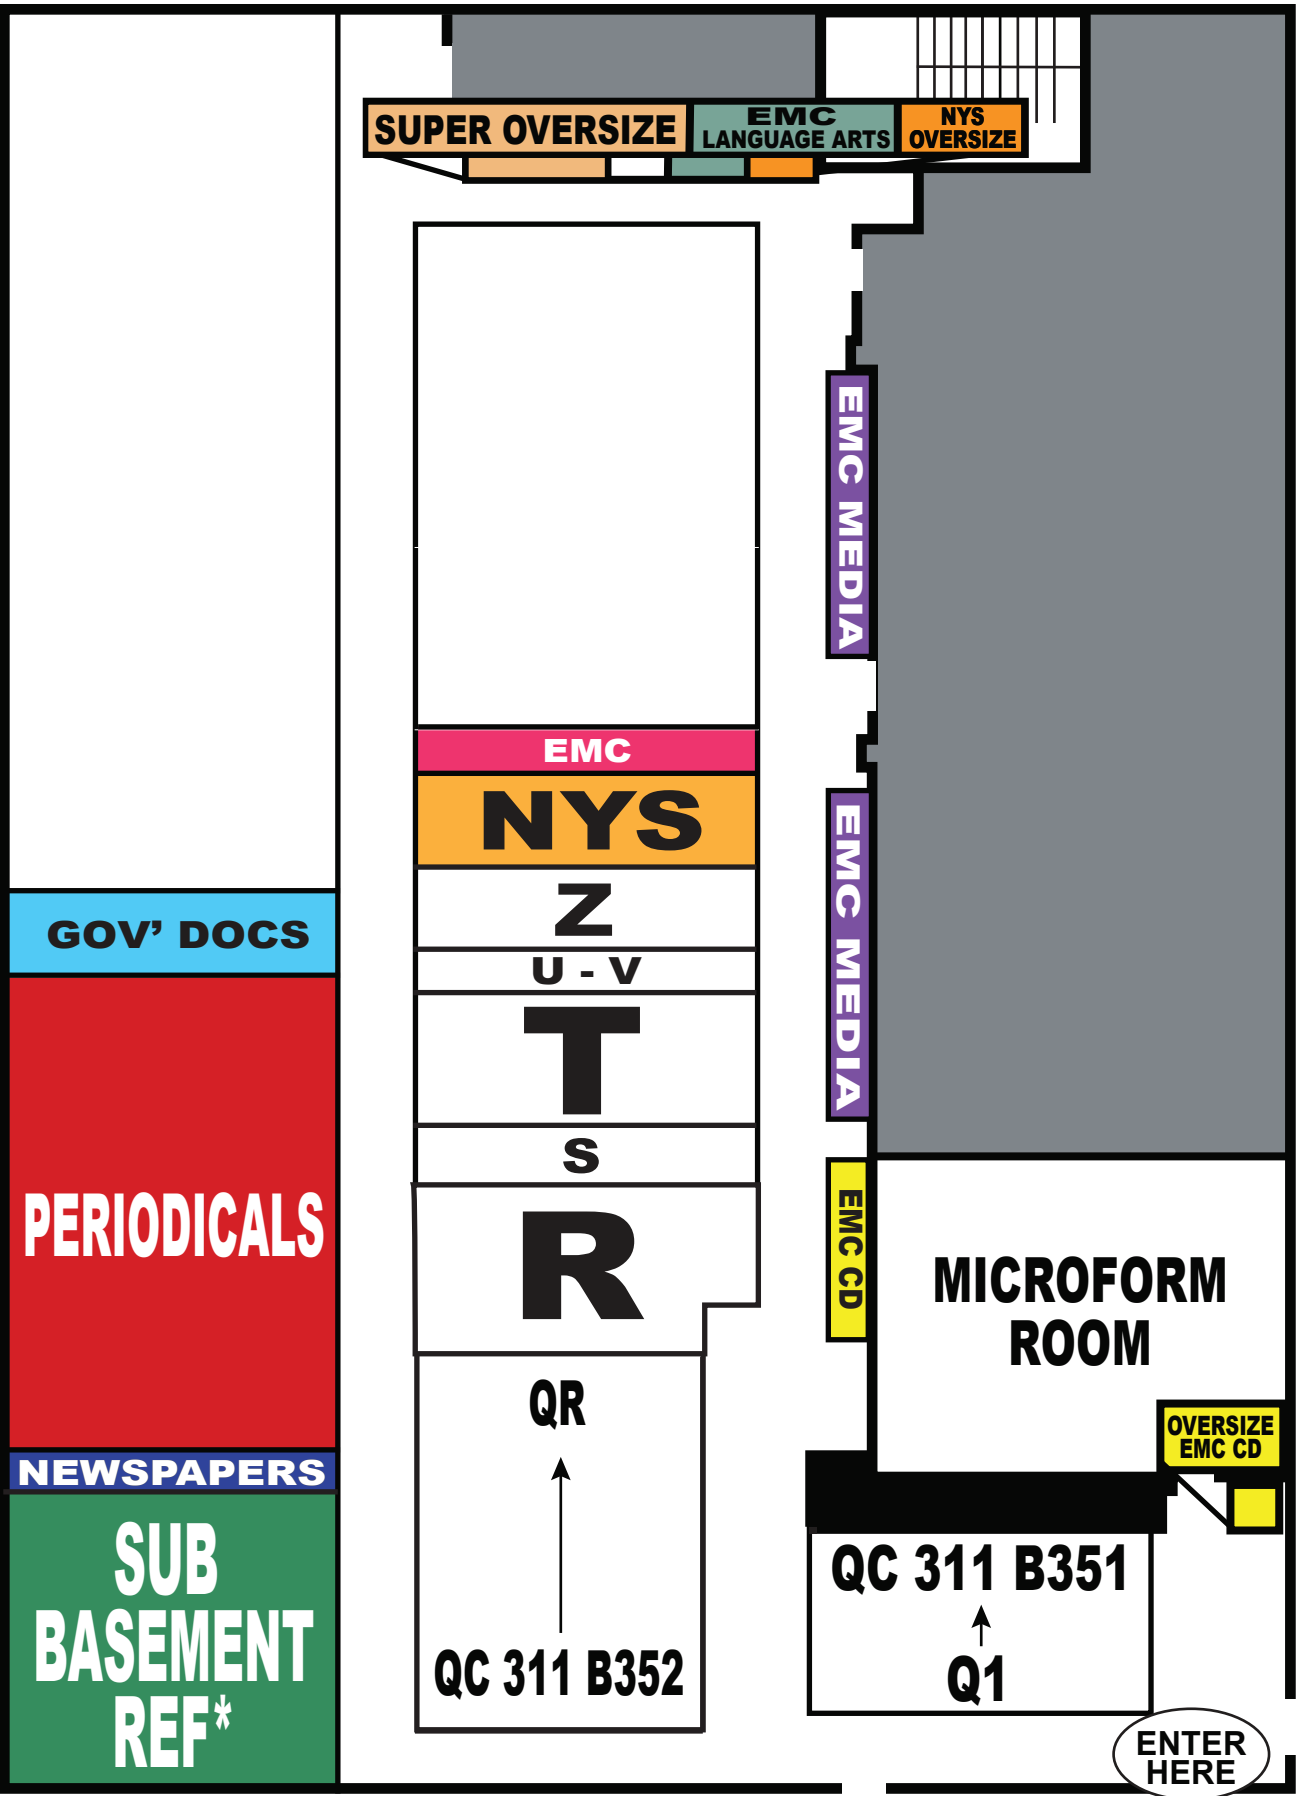 SUPER OVERSIZE
EMC
LANGUAGE ARTS
NYS
OVERSIZE
EMC MEDIA
EMC
NYS
Z
U - V
T
S
R
QR
QC 311 B352
GOV’ DOCS
PERIODICALS
NEWSPAPERS
SUB
BASEMENT
REF*
EMC MEDIA
EMC CD
MICROFORM
ROOM
OVERSIZE
EMC CD
QC 311 B351
Q1
ENTER
HERE